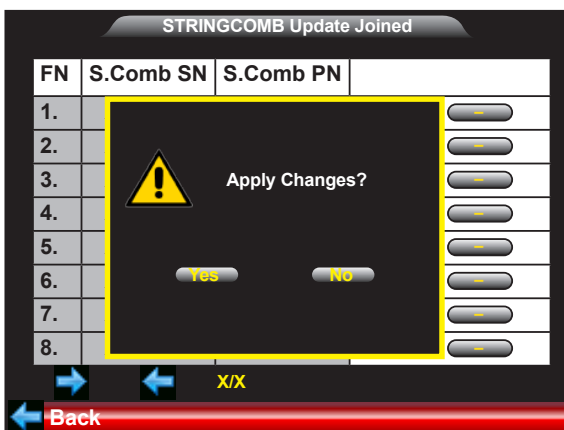 STRINGCOMB Update Joined
FN S.Comb SN S.Comb PN
1. –
2. –
3. –
Apply Changes?
4. –
5. –
6. –
Yes No
7. –
8. –
X/X
Back